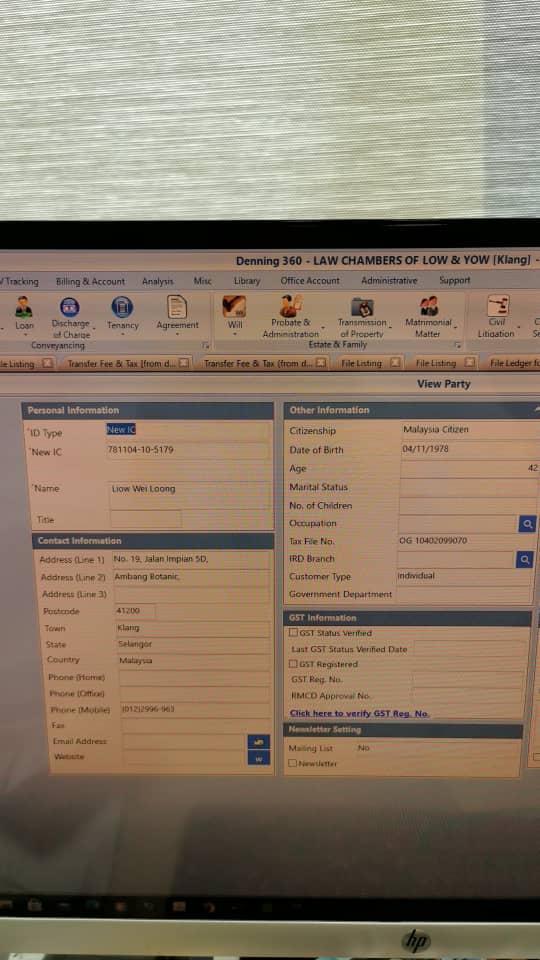 Denning 360 - LAW CHAMBERS OF LOW & YOW [Klang] -
Tracking Billing & Account Analysis Misc Library Office Account Administrative Support
Loan Discharge of Charge Tenancy Agreement Will Probate & Administration Transmission of Property Matrimonial Matter Civil Litigation
Conveyancing Estate & Family
File Listing Transfer Fee & Tax [from d... Transfer Fee & Tax (from d... File Listing File Listing File Ledger fo
View Party
Personal Information
*ID Type New IC
*New IC 781104-10-5179
*Name Liow Wei Loong
Title
Contact Information
Address (Line 1) No. 19, Jalan Impian 5D,
Address (Line 2) Ambang Botanic,
Address (Line 3)
Postcode 41200
Town Klang
State Selangor
Country Malaysia
Phone (Home)
Phone (Office)
Phone (Mobile) (012)2996-963
Fax
Email Address
Website W
Other Information
Citizenship Malaysia Citizen
Date of Birth 04/11/1978
Age 42
Marital Status
No. of Children
Occupation
Tax File No. OG 10402099070
IRD Branch
Customer Type Individual
Government Department
GST Information
GST Status Verified
Last GST Status Verified Date
GST Registered
GST Reg. No.
RMCD Approval No.
Click here to verify GST Reg. No.
Newsletter Setting
Mailing List No
Newsletter
hp